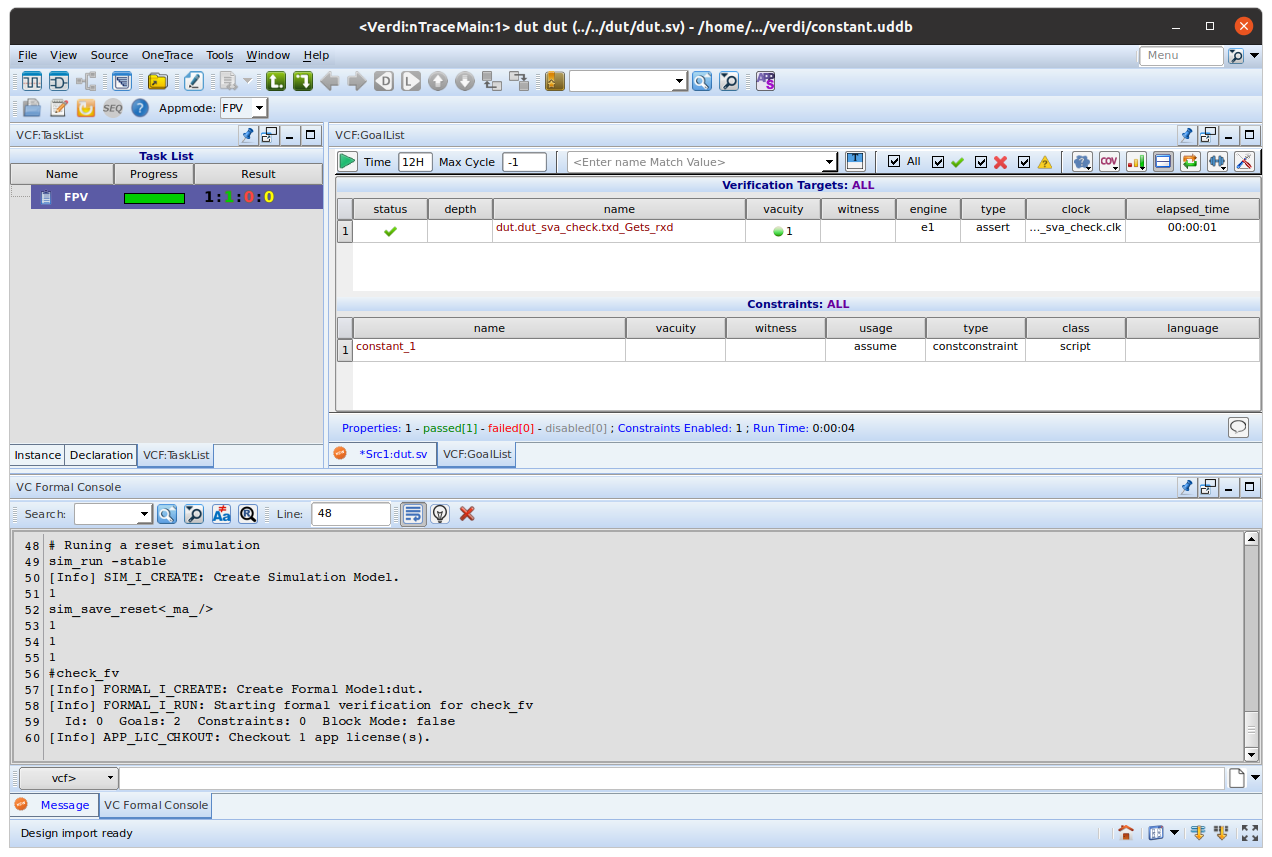 <Verdi:nTraceMain:1> dut dut (../../dut/dut.sv) - /home/.../verdi/constant.uddb
File View Source OneTrace Tools Window Help
Menu
D L APPS
SEQ ? Appmode: FPV
VCF:TaskList
Task List
Name Progress Result
FPV 1:1:0:0
Instance Declaration VCF:TaskList
VCF:GoalList
Time 12H Max Cycle -1 <Enter name Match Value> T All COV
Verification Targets: ALL
status depth name vacuity witness engine type clock elapsed_time
1 dut.dut_sva_check.txd_Gets_rxd 1 e1 assert ..._sva_check.clk 00:00:01
Constraints: ALL
name vacuity witness usage type class language
1 constant_1 assume constconstraint script
Properties: 1 - passed[1] - failed[0] - disabled[0] ; Constraints Enabled: 1 ; Run Time: 0:00:04
*Src1:dut.sv VCF:GoalList
VC Formal Console
Search: Aa R Line: 48
48 # Runing a reset simulation
49 sim_run -stable
50 [Info] SIM_I_CREATE: Create Simulation Model.
51 1
52 sim_save_reset<_ma_/>
53 1
54 1
55 1
56 #check_fv
57 [Info] FORMAL_I_CREATE: Create Formal Model:dut.
58 [Info] FORMAL_I_RUN: Starting formal verification for check_fv
59 Id: 0 Goals: 2 Constraints: 0 Block Mode: false
60 [Info] APP_LIC_CHKOUT: Checkout 1 app license(s).
vcf>
Message VC Formal Console
Design import ready